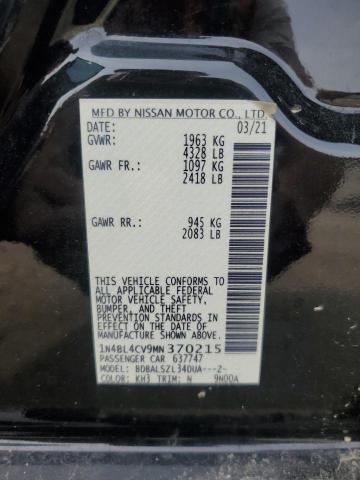 MFD BY NISSAN MOTOR CO., LTD.
DATE: 03/21
GVWR: 1963 KG
4328 LB
GAWR FR.: 1097 KG
2418 LB
GAWR RR.: 945 KG
2083 LB
THIS VEHICLE CONFORMS TO
ALL APPLICABLE FEDERAL
MOTOR VEHICLE SAFETY,
BUMPER, AND THEFT
PREVENTION STANDARDS IN
EFFECT ON THE DATE OF
MANUFACTURE SHOWN ABOVE.
1N4BL4CV9MN370215
PASSENGER CAR 637747
MODEL: BDBALSZL34DUA---2-
COLOR: KH3 TRIM: N 9N00A